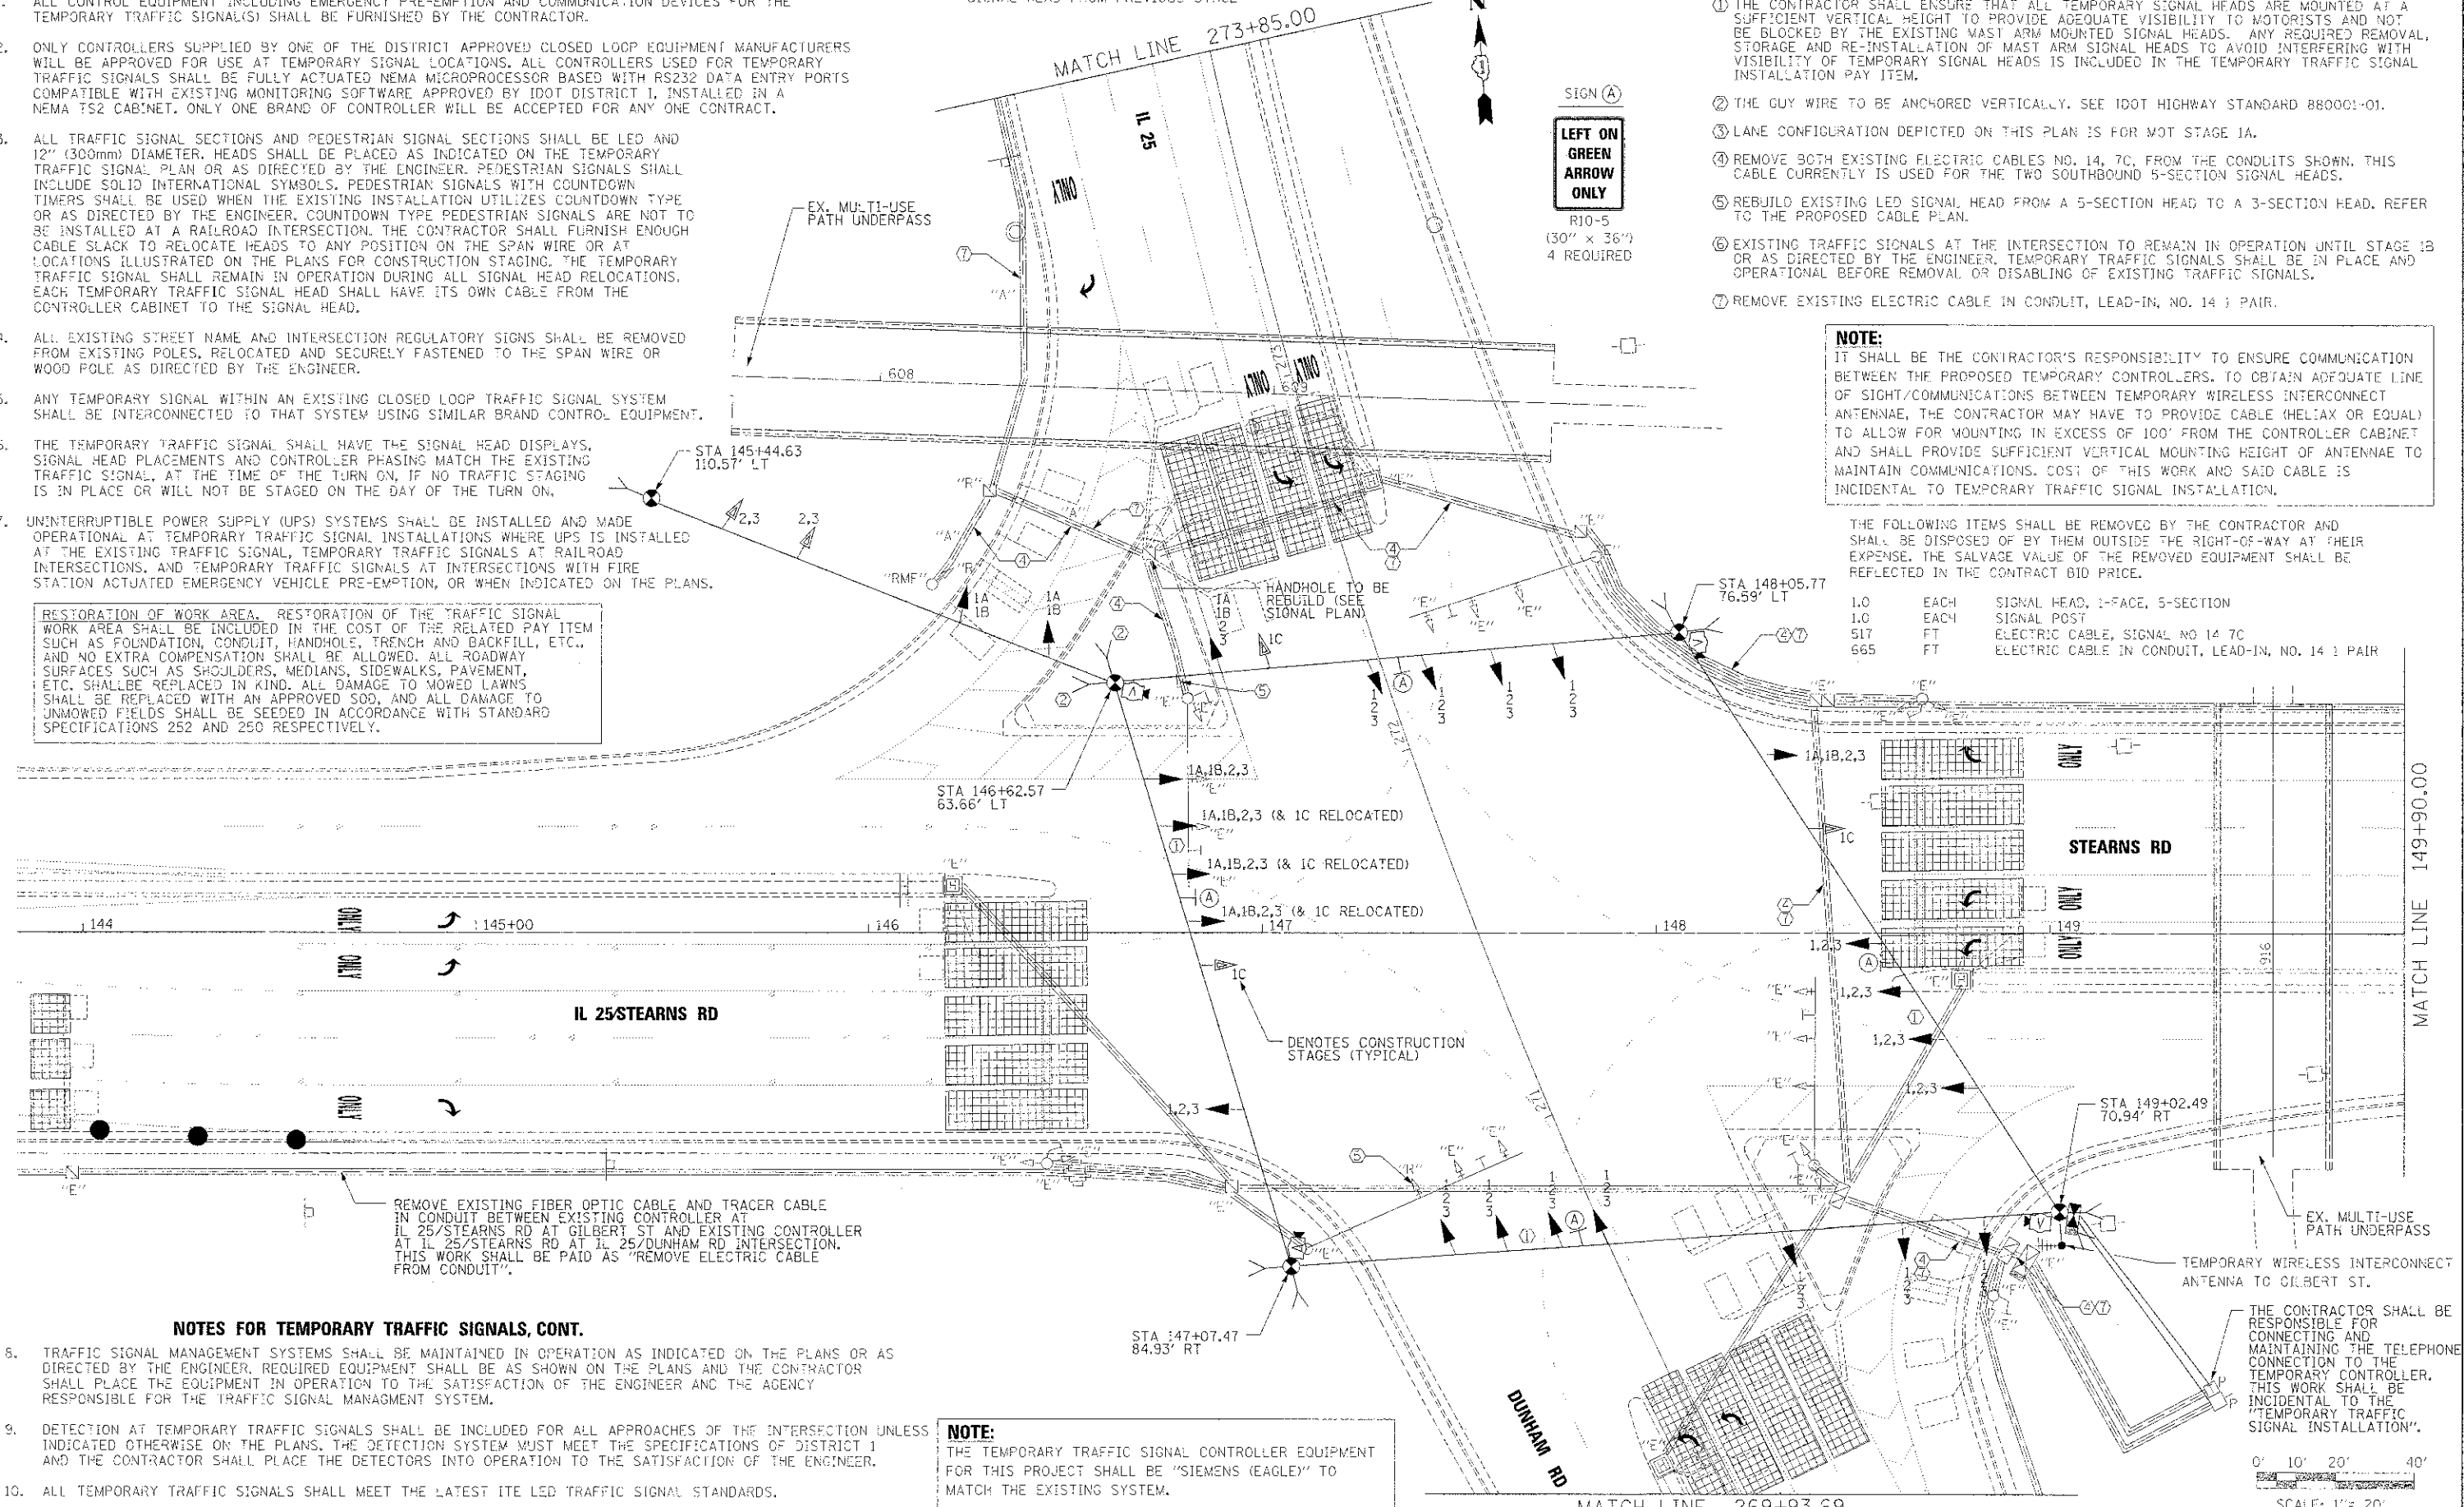 ALL CONTROL EQUIPMENT INCLUDING EMERGENCY PRE-EMPTION AND COMMUNICATION DEVICES FOR THE
TEMPORARY TRAFFIC SIGNAL(S) SHALL BE FURNISHED BY THE CONTRACTOR.
ONLY CONTROLLERS SUPPLIED BY ONE OF THE DISTRICT APPROVED CLOSED LOOP EQUIPMENT MANUFACTURERS
WILL BE APPROVED FOR USE AT TEMPORARY SIGNAL LOCATIONS. ALL CONTROLLERS USED FOR TEMPORARY
TRAFFIC SIGNALS SHALL BE FULLY ACTUATED NEMA MICROPROCESSOR BASED WITH RS232 DATA ENTRY PORTS
COMPATIBLE WITH EXISTING MONITORING SOFTWARE APPROVED BY IDOT DISTRICT 1, INSTALLED IN A
NEMA TS2 CABINET. ONLY ONE BRAND OF CONTROLLER WILL BE ACCEPTED FOR ANY ONE CONTRACT.
ALL TRAFFIC SIGNAL SECTIONS AND PEDESTRIAN SIGNAL SECTIONS SHALL BE LED AND
12" (300mm) DIAMETER. HEADS SHALL BE PLACED AS INDICATED ON THE TEMPORARY
TRAFFIC SIGNAL PLAN OR AS DIRECTED BY THE ENGINEER. PEDESTRIAN SIGNALS SHALL
INCLUDE SOLID INTERNATIONAL SYMBOLS. PEDESTRIAN SIGNALS WITH COUNTDOWN
TIMERS SHALL BE USED WHEN THE EXISTING INSTALLATION UTILIZES COUNTDOWN TYPE
OR AS DIRECTED BY THE ENGINEER. COUNTDOWN TYPE PEDESTRIAN SIGNALS ARE NOT TO
BE INSTALLED AT A RAILROAD INTERSECTION. THE CONTRACTOR SHALL FURNISH ENOUGH
CABLE SLACK TO RELOCATE HEADS TO ANY POSITION ON THE SPAN WIRE OR AT
LOCATIONS ILLUSTRATED ON THE PLANS FOR CONSTRUCTION STAGING. THE TEMPORARY
TRAFFIC SIGNAL SHALL REMAIN IN OPERATION DURING ALL SIGNAL HEAD RELOCATIONS.
EACH TEMPORARY TRAFFIC SIGNAL HEAD SHALL HAVE ITS OWN CABLE FROM THE
CONTROLLER CABINET TO THE SIGNAL HEAD.
ALL EXISTING STREET NAME AND INTERSECTION REGULATORY SIGNS SHALL BE REMOVED
FROM EXISTING POLES, RELOCATED AND SECURELY FASTENED TO THE SPAN WIRE OR
WOOD POLE AS DIRECTED BY THE ENGINEER.
ANY TEMPORARY SIGNAL WITHIN AN EXISTING CLOSED LOOP TRAFFIC SIGNAL SYSTEM
SHALL BE INTERCONNECTED TO THAT SYSTEM USING SIMILAR BRAND CONTROL EQUIPMENT.
THE TEMPORARY TRAFFIC SIGNAL SHALL HAVE THE SIGNAL HEAD DISPLAYS,
SIGNAL HEAD PLACEMENTS AND CONTROLLER PHASING MATCH THE EXISTING
TRAFFIC SIGNAL, AT THE TIME OF THE TURN ON, IF NO TRAFFIC STAGING
IS IN PLACE OR WILL NOT BE STAGED ON THE DAY OF THE TURN ON.
UNINTERRUPTIBLE POWER SUPPLY (UPS) SYSTEMS SHALL BE INSTALLED AND MADE
OPERATIONAL AT TEMPORARY TRAFFIC SIGNAL INSTALLATIONS WHERE UPS IS INSTALLED
AT THE EXISTING TRAFFIC SIGNAL, TEMPORARY TRAFFIC SIGNALS AT RAILROAD
INTERSECTIONS, AND TEMPORARY TRAFFIC SIGNALS AT INTERSECTIONS WITH FIRE
STATION ACTUATED EMERGENCY VEHICLE PRE-EMPTION, OR WHEN INDICATED ON THE PLANS.
RESTORATION OF WORK AREA. RESTORATION OF THE TRAFFIC SIGNAL
WORK AREA SHALL BE INCLUDED IN THE COST OF THE RELATED PAY ITEM
SUCH AS FOUNDATION, CONDUIT, HANDHOLE, TRENCH AND BACKFILL, ETC.,
AND NO EXTRA COMPENSATION SHALL BE ALLOWED. ALL ROADWAY
SURFACES SUCH AS SHOULDERS, MEDIANS, SIDEWALKS, PAVEMENT,
ETC. SHALLBE REPLACED IN KIND. ALL DAMAGE TO MOWED LAWNS
SHALL BE REPLACED WITH AN APPROVED SOD, AND ALL DAMAGE TO
UNMOWED FIELDS SHALL BE SEEDED IN ACCORDANCE WITH STANDARD
SPECIFICATIONS 252 AND 250 RESPECTIVELY.
MATCH LINE 273+85.00
IL 25
ONLY
EX. MULTI-USE
PATH UNDERPASS
608
609
ONLY
ONLY
SIGN A
LEFT ON
GREEN
ARROW
ONLY
R10-5
(30" x 36")
4 REQUIRED
1 THE CONTRACTOR SHALL ENSURE THAT ALL TEMPORARY SIGNAL HEADS ARE MOUNTED AT A
SUFFICIENT VERTICAL HEIGHT TO PROVIDE ADEQUATE VISIBILITY TO MOTORISTS AND NOT
BE BLOCKED BY THE EXISTING MAST ARM MOUNTED SIGNAL HEADS. ANY REQUIRED REMOVAL,
STORAGE AND RE-INSTALLATION OF MAST ARM SIGNAL HEADS TO AVOID INTERFERING WITH
VISIBILITY OF TEMPORARY SIGNAL HEADS IS INCLUDED IN THE TEMPORARY TRAFFIC SIGNAL
INSTALLATION PAY ITEM.
2 THE GUY WIRE TO BE ANCHORED VERTICALLY. SEE IDOT HIGHWAY STANDARD 880001-01.
3 LANE CONFIGURATION DEPICTED ON THIS PLAN IS FOR MOT STAGE 1A.
4 REMOVE BOTH EXISTING ELECTRIC CABLES NO. 14, 7C, FROM THE CONDUITS SHOWN. THIS
CABLE CURRENTLY IS USED FOR THE TWO SOUTHBOUND 5-SECTION SIGNAL HEADS.
5 REBUILD EXISTING LED SIGNAL HEAD FROM A 5-SECTION HEAD TO A 3-SECTION HEAD. REFER
TO THE PROPOSED CABLE PLAN.
6 EXISTING TRAFFIC SIGNALS AT THE INTERSECTION TO REMAIN IN OPERATION UNTIL STAGE 1B
OR AS DIRECTED BY THE ENGINEER. TEMPORARY TRAFFIC SIGNALS SHALL BE IN PLACE AND
OPERATIONAL BEFORE REMOVAL OR DISABLING OF EXISTING TRAFFIC SIGNALS.
7 REMOVE EXISTING ELECTRIC CABLE IN CONDUIT, LEAD-IN, NO. 14 1 PAIR.
NOTE:
IT SHALL BE THE CONTRACTOR'S RESPONSIBILITY TO ENSURE COMMUNICATION
BETWEEN THE PROPOSED TEMPORARY CONTROLLERS. TO OBTAIN ADEQUATE LINE
OF SIGHT/COMMUNICATIONS BETWEEN TEMPORARY WIRELESS INTERCONNECT
ANTENNAE, THE CONTRACTOR MAY HAVE TO PROVIDE CABLE (HELIAX OR EQUAL)
TO ALLOW FOR MOUNTING IN EXCESS OF 100' FROM THE CONTROLLER CABINET
AND SHALL PROVIDE SUFFICIENT VERTICAL MOUNTING HEIGHT OF ANTENNAE TO
MAINTAIN COMMUNICATIONS. COST OF THIS WORK AND SAID CABLE IS
INCIDENTAL TO TEMPORARY TRAFFIC SIGNAL INSTALLATION.
THE FOLLOWING ITEMS SHALL BE REMOVED BY THE CONTRACTOR AND
SHALL BE DISPOSED OF BY THEM OUTSIDE THE RIGHT-OF-WAY AT THEIR
EXPENSE. THE SALVAGE VALUE OF THE REMOVED EQUIPMENT SHALL BE
REFLECTED IN THE CONTRACT BID PRICE.
1.0 EACH SIGNAL HEAD, 1-FACE, 5-SECTION
1.0 EACH SIGNAL POST
517 FT ELECTRIC CABLE, SIGNAL NO 14 7C
665 FT ELECTRIC CABLE IN CONDUIT, LEAD-IN, NO. 14 1 PAIR
STA 145+44.63
110.57' LT
2,3 2,3
"RMF"
HANDHOLE TO BE
REBUILD (SEE
SIGNAL PLAN)
STA 148+05.77
76.59' LT
STA 146+62.57
63.66' LT
1A,1B,2,3
1A,1B,2,3 (& 1C RELOCATED)
1A,1B,2,3 (& 1C RELOCATED)
1A,1B,2,3 (& 1C RELOCATED)
1C
1A,1B,2,3
1C
STEARNS RD
MATCH LINE 149+90.00
144 145+00 146 147 148 149
ONLY
ONLY
ONLY
IL 25/STEARNS RD
DENOTES CONSTRUCTION
STAGES (TYPICAL)
1,2,3
1,2,3
1,2,3
1,2,3
1,2,3
916
272
271
STA 149+02.49
70.94' RT
REMOVE EXISTING FIBER OPTIC CABLE AND TRACER CABLE
IN CONDUIT BETWEEN EXISTING CONTROLLER AT
IL 25/STEARNS RD AT GILBERT ST AND EXISTING CONTROLLER
AT IL 25/STEARNS RD AT IL 25/DUNHAM RD INTERSECTION.
THIS WORK SHALL BE PAID AS "REMOVE ELECTRIC CABLE
FROM CONDUIT".
STA 147+07.47
84.93' RT
EX. MULTI-USE
PATH UNDERPASS
TEMPORARY WIRELESS INTERCONNECT
ANTENNA TO GILBERT ST.
THE CONTRACTOR SHALL BE
RESPONSIBLE FOR
CONNECTING AND
MAINTAINING THE TELEPHONE
CONNECTION TO THE
TEMPORARY CONTROLLER.
THIS WORK SHALL BE
INCIDENTAL TO THE
"TEMPORARY TRAFFIC
SIGNAL INSTALLATION".
NOTES FOR TEMPORARY TRAFFIC SIGNALS, CONT.
8. TRAFFIC SIGNAL MANAGEMENT SYSTEMS SHALL BE MAINTAINED IN OPERATION AS INDICATED ON THE PLANS OR AS
DIRECTED BY THE ENGINEER. REQUIRED EQUIPMENT SHALL BE AS SHOWN ON THE PLANS AND THE CONTRACTOR
SHALL PLACE THE EQUIPMENT IN OPERATION TO THE SATISFACTION OF THE ENGINEER AND THE AGENCY
RESPONSIBLE FOR THE TRAFFIC SIGNAL MANAGMENT SYSTEM.
9. DETECTION AT TEMPORARY TRAFFIC SIGNALS SHALL BE INCLUDED FOR ALL APPROACHES OF THE INTERSECTION UNLESS
INDICATED OTHERWISE ON THE PLANS. THE DETECTION SYSTEM MUST MEET THE SPECIFICATIONS OF DISTRICT 1
AND THE CONTRACTOR SHALL PLACE THE DETECTORS INTO OPERATION TO THE SATISFACTION OF THE ENGINEER.
10. ALL TEMPORARY TRAFFIC SIGNALS SHALL MEET THE LATEST ITE LED TRAFFIC SIGNAL STANDARDS.
NOTE:
THE TEMPORARY TRAFFIC SIGNAL CONTROLLER EQUIPMENT
FOR THIS PROJECT SHALL BE "SIEMENS (EAGLE)" TO
MATCH THE EXISTING SYSTEM.
DUNHAM RD
MATCH LINE 269+93.69
0' 10' 20' 40'
SCALE: 1"= 20'